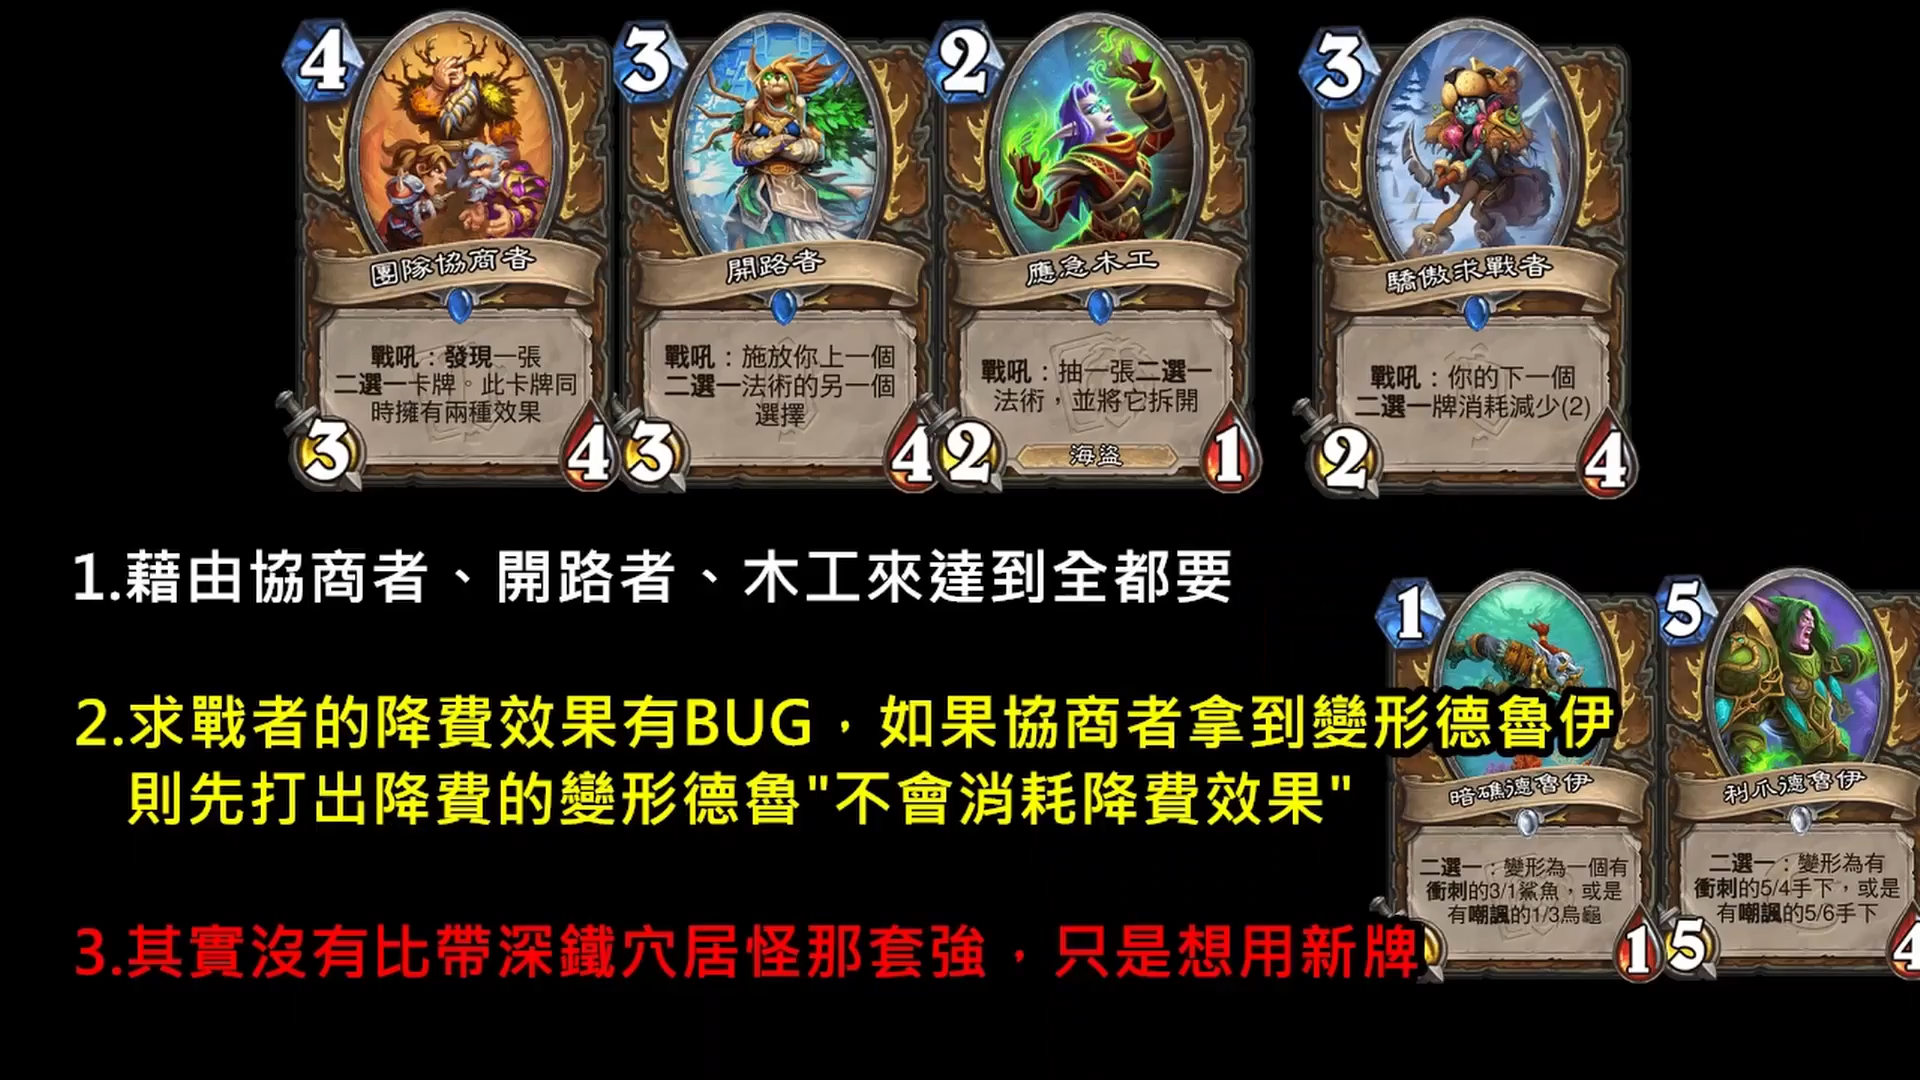 4
團隊協商者
戰吼：發現一張
二選一卡牌。此卡牌同
時擁有兩種效果
3
4
3
開路者
戰吼：施放你上一個
二選一法術的另一個
選擇
3
4
2
應急木工
戰吼：抽一張二選一
法術，並將它拆開
海盜
2
1
3
驕傲求戰者
戰吼：你的下一個
二選一牌消耗減少(2)
2
4
1.藉由協商者、開路者、木工來達到全都要
2.求戰者的降費效果有BUG，如果協商者拿到變形德魯伊
則先打出降費的變形德魯"不會消耗降費效果"
3.其實沒有比帶深鐵穴居怪那套強，只是想用新牌
1
暗礁德魯伊
二選一：變形為一個有
衝刺的3/1鯊魚，或是
有嘲諷的1/3烏龜
1
5
利爪德魯伊
二選一：變形為有
衝刺的5/4手下，或是
有嘲諷的5/6手下
5
4